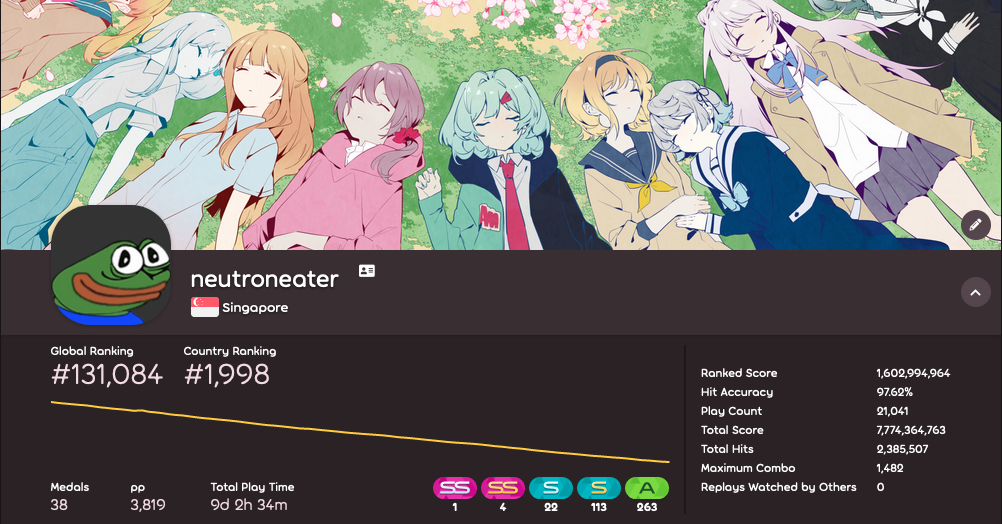 neutroneater
Singapore
Global Ranking Country Ranking
#131,084 #1,998
Medals pp Total Play Time
38 3,819 9d 2h 34m
SS SS S S A
1 4 22 113 263
Ranked Score 1,602,994,964
Hit Accuracy 97.62%
Play Count 21,041
Total Score 7,774,364,763
Total Hits 2,385,507
Maximum Combo 1,482
Replays Watched by Others 0